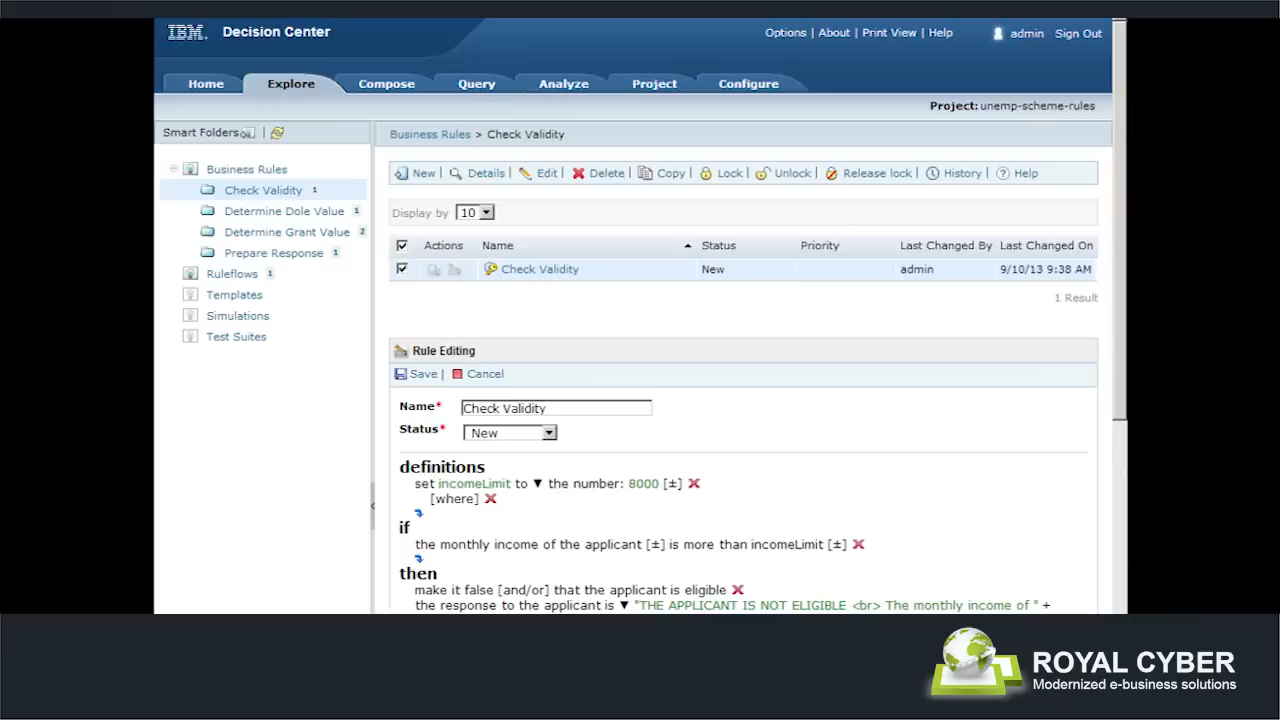 IBM. Decision Center
Options | About | Print View | Help admin Sign Out
Home Explore Compose Query Analyze Project Configure
Project: unemp-scheme-rules
Smart Folders |
Business Rules > Check Validity
Business Rules
Check Validity 1
Determine Dole Value 1
Determine Grant Value 2
Prepare Response 1
Ruleflows 1
Templates
Simulations
Test Suites
New | Details | Edit | Delete | Copy | Lock | Unlock | Release lock | History | Help
Display by 10
Actions Name Status Priority Last Changed By Last Changed On
Check Validity New admin 9/10/13 9:38 AM
1 Result
Rule Editing
Save | Cancel
Name* Check Validity
Status* New
definitions
set incomeLimit to ▼ the number: 8000 [±]
[where]
if
the monthly income of the applicant [±] is more than incomeLimit [±]
then
make it false [and/or] that the applicant is eligible
the response to the applicant is ▼ "THE APPLICANT IS NOT ELIGIBLE <br> The monthly income of " +
ROYAL CYBER
Modernized e-business solutions